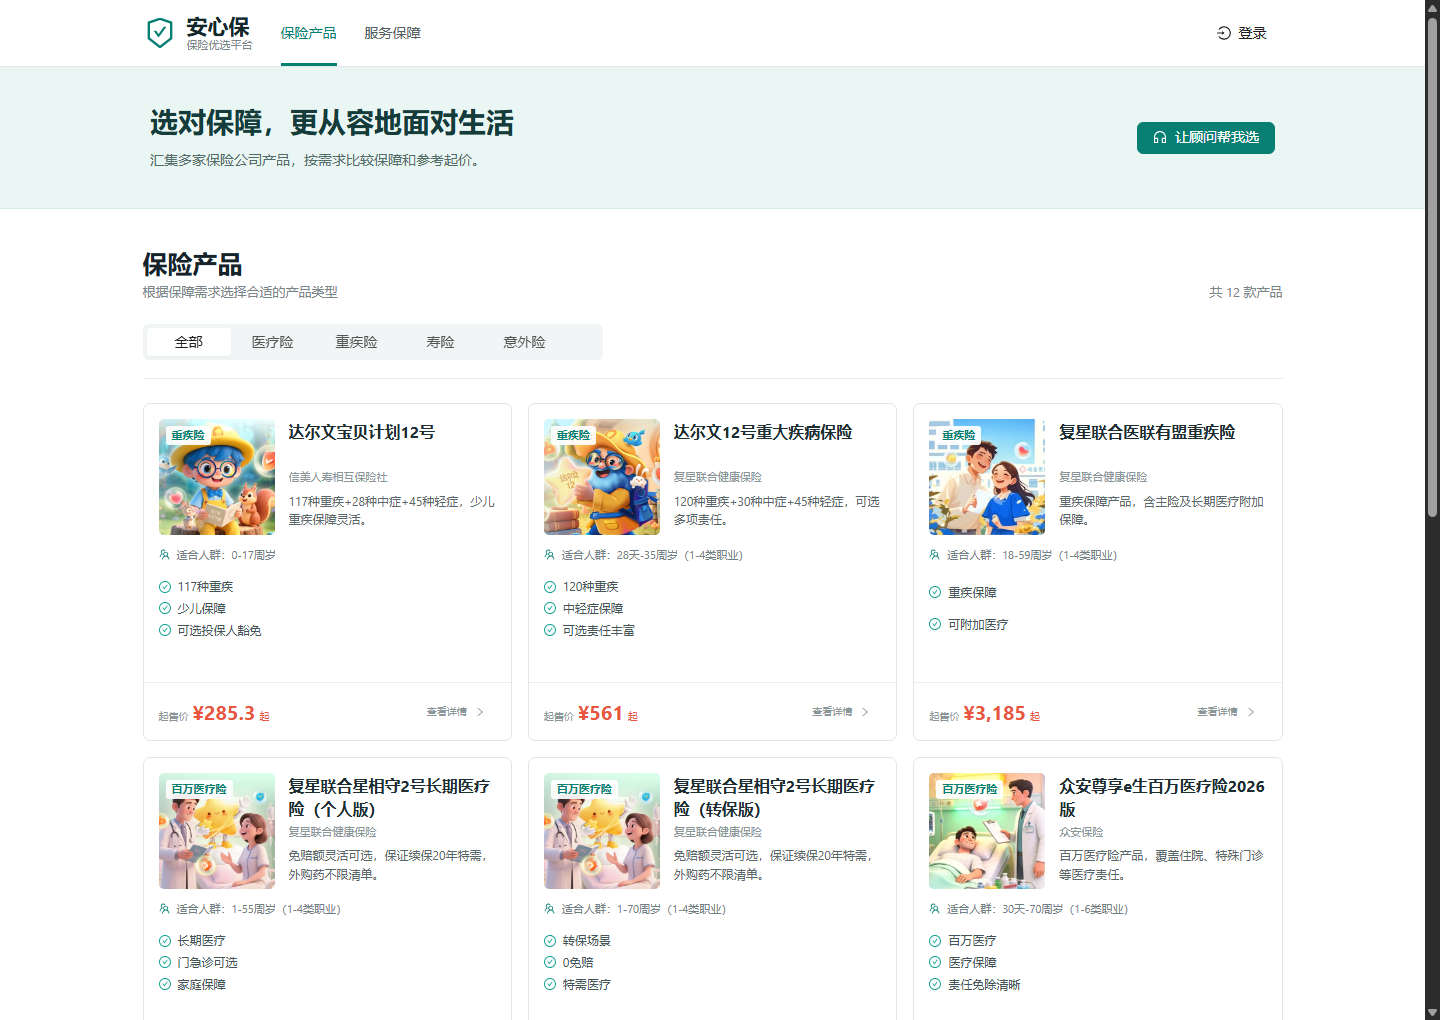 安心保
保险优选平台
保险产品
服务保障
登录
选对保障，更从容地面对生活
汇集多家保险公司产品，按需求比较保障和参考起价。
让顾问帮我选
保险产品
根据保障需求选择合适的产品类型
共 12 款产品
全部
医疗险
重疾险
寿险
意外险
重疾险
达尔文宝贝计划12号
信美人寿相互保险社
117种重疾+28种中症+45种轻症，少儿
重疾保障灵活。
适合人群：0-17周岁
117种重疾
少儿保障
可选投保人豁免
起售价 ¥285.3 起
查看详情
重疾险
达尔文12号重大疾病保险
复星联合健康保险
120种重疾+30种中症+45种轻症，可选
多项责任。
适合人群：28天-35周岁（1-4类职业）
120种重疾
中轻症保障
可选责任丰富
起售价 ¥561 起
查看详情
重疾险
复星联合医联有盟重疾险
复星联合健康保险
重疾保障产品，含主险及长期医疗附加
保障。
适合人群：18-59周岁（1-4类职业）
重疾保障
可附加医疗
起售价 ¥3,185 起
查看详情
百万医疗险
复星联合星相守2号长期医疗
险（个人版）
复星联合健康保险
免赔额灵活可选，保证续保20年特需，
外购药不限清单。
适合人群：1-55周岁（1-4类职业）
长期医疗
门急诊可选
家庭保障
百万医疗险
复星联合星相守2号长期医疗
险（转保版）
复星联合健康保险
免赔额灵活可选，保证续保20年特需，
外购药不限清单。
适合人群：1-70周岁（1-4类职业）
转保场景
0免赔
特需医疗
百万医疗险
众安尊享e生百万医疗险2026
版
众安保险
百万医疗险产品，覆盖住院、特殊门诊
等医疗责任。
适合人群：30天-70周岁（1-6类职业）
百万医疗
医疗保障
责任免除清晰